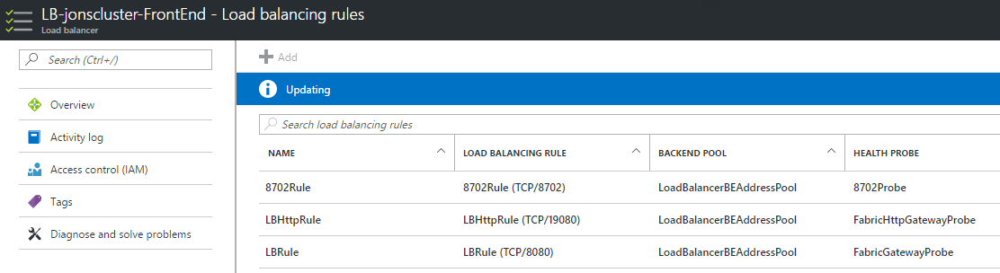 LB-jonscluster-FrontEnd - Load balancing rules
Load balancer
Search (Ctrl+/)
Overview
Activity log
Access control (IAM)
Tags
Diagnose and solve problems
Add
Updating
Search load balancing rules
NAME LOAD BALANCING RULE BACKEND POOL HEALTH PROBE
8702Rule 8702Rule (TCP/8702) LoadBalancerBEAddressPool 8702Probe
LBHttpRule LBHttpRule (TCP/19080) LoadBalancerBEAddressPool FabricHttpGatewayProbe
LBRule LBRule (TCP/8080) LoadBalancerBEAddressPool FabricGatewayProbe